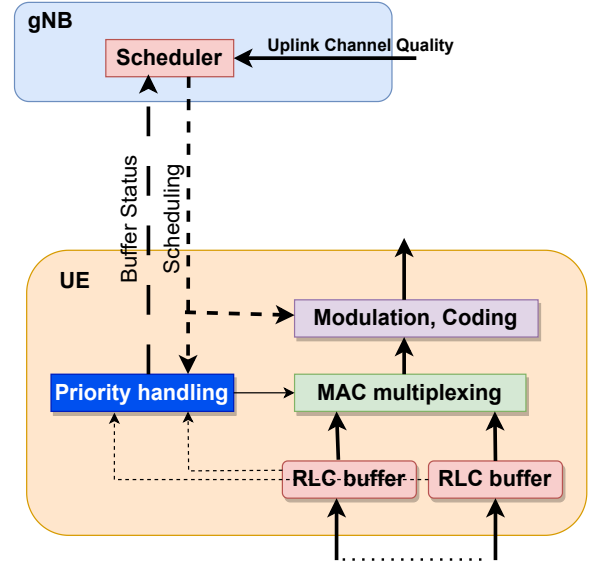 gNB
Scheduler
Uplink Channel Quality
Buffer Status
Scheduling
UE
Modulation, Coding
Priority handling
MAC multiplexing
RLC buffer
RLC buffer